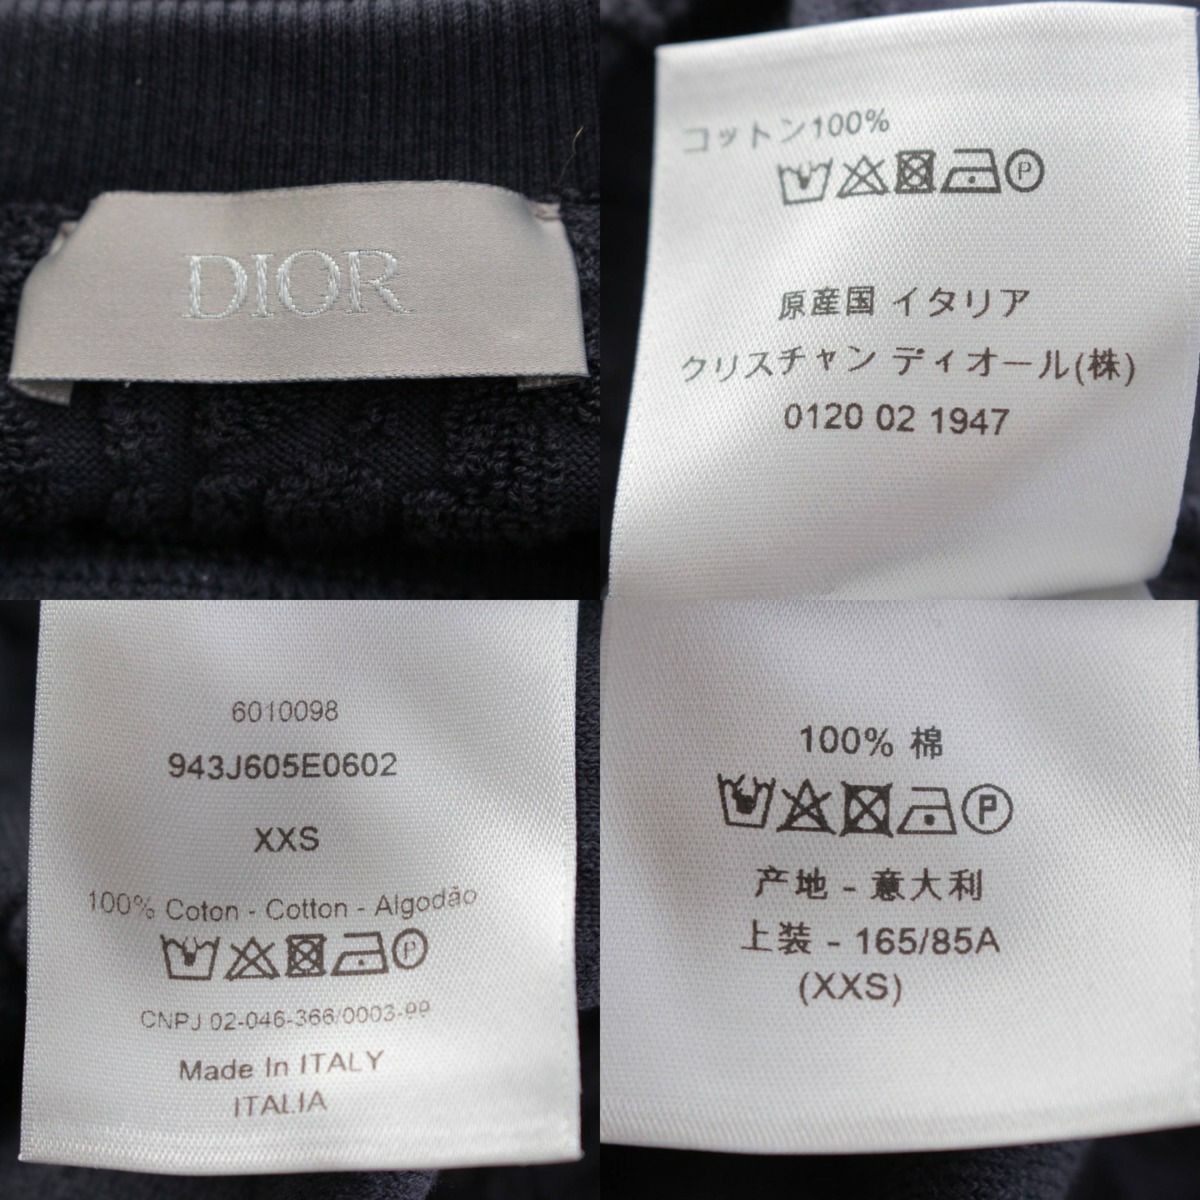 DIOR
コットン100%
P
原産国 イタリア
クリスチャン ディオール(株)
0120 02 1947
6010098
943J605E0602
XXS
100% Coton - Cotton - Algodão
P
CNPJ 02-046-366/0003-99
Made In ITALY
ITALIA
100% 棉
P
产地 - 意大利
上装 - 165/85A
(XXS)